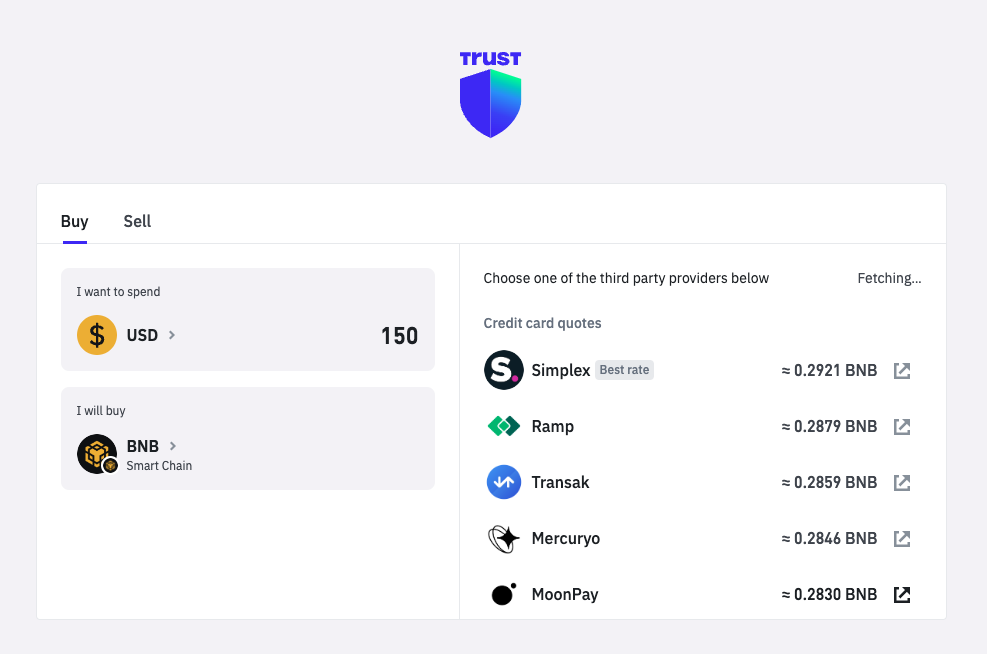 TRUST
Buy Sell
I want to spend
$ USD 150
I will buy
BNB
Smart Chain
Choose one of the third party providers below Fetching...
Credit card quotes
S. Simplex Best rate ≈ 0.2921 BNB
Ramp ≈ 0.2879 BNB
Transak ≈ 0.2859 BNB
Mercuryo ≈ 0.2846 BNB
MoonPay ≈ 0.2830 BNB